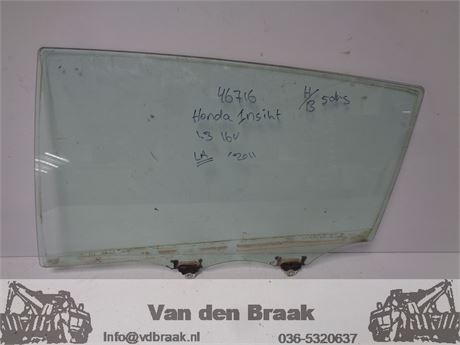 46716
H/B 5drs
Honda Insiht
1.3 16V
LA '2011
Van den Braak
Info@vdbraak.nl
036-5320637